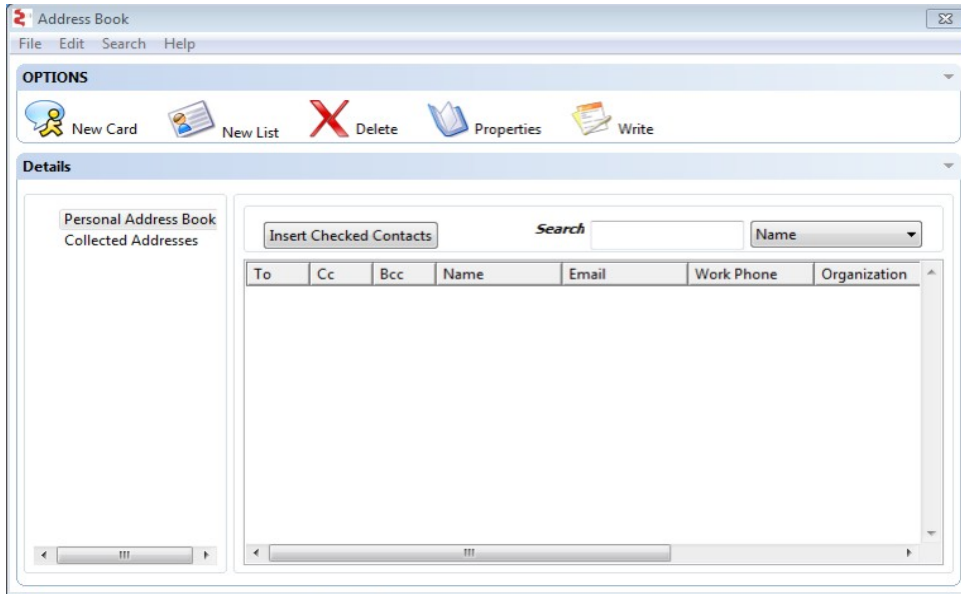 Address Book
File Edit Search Help
OPTIONS
New Card New List Delete Properties Write
Details
Personal Address Book
Collected Addresses
Insert Checked Contacts Search Name
To Cc Bcc Name Email Work Phone Organization